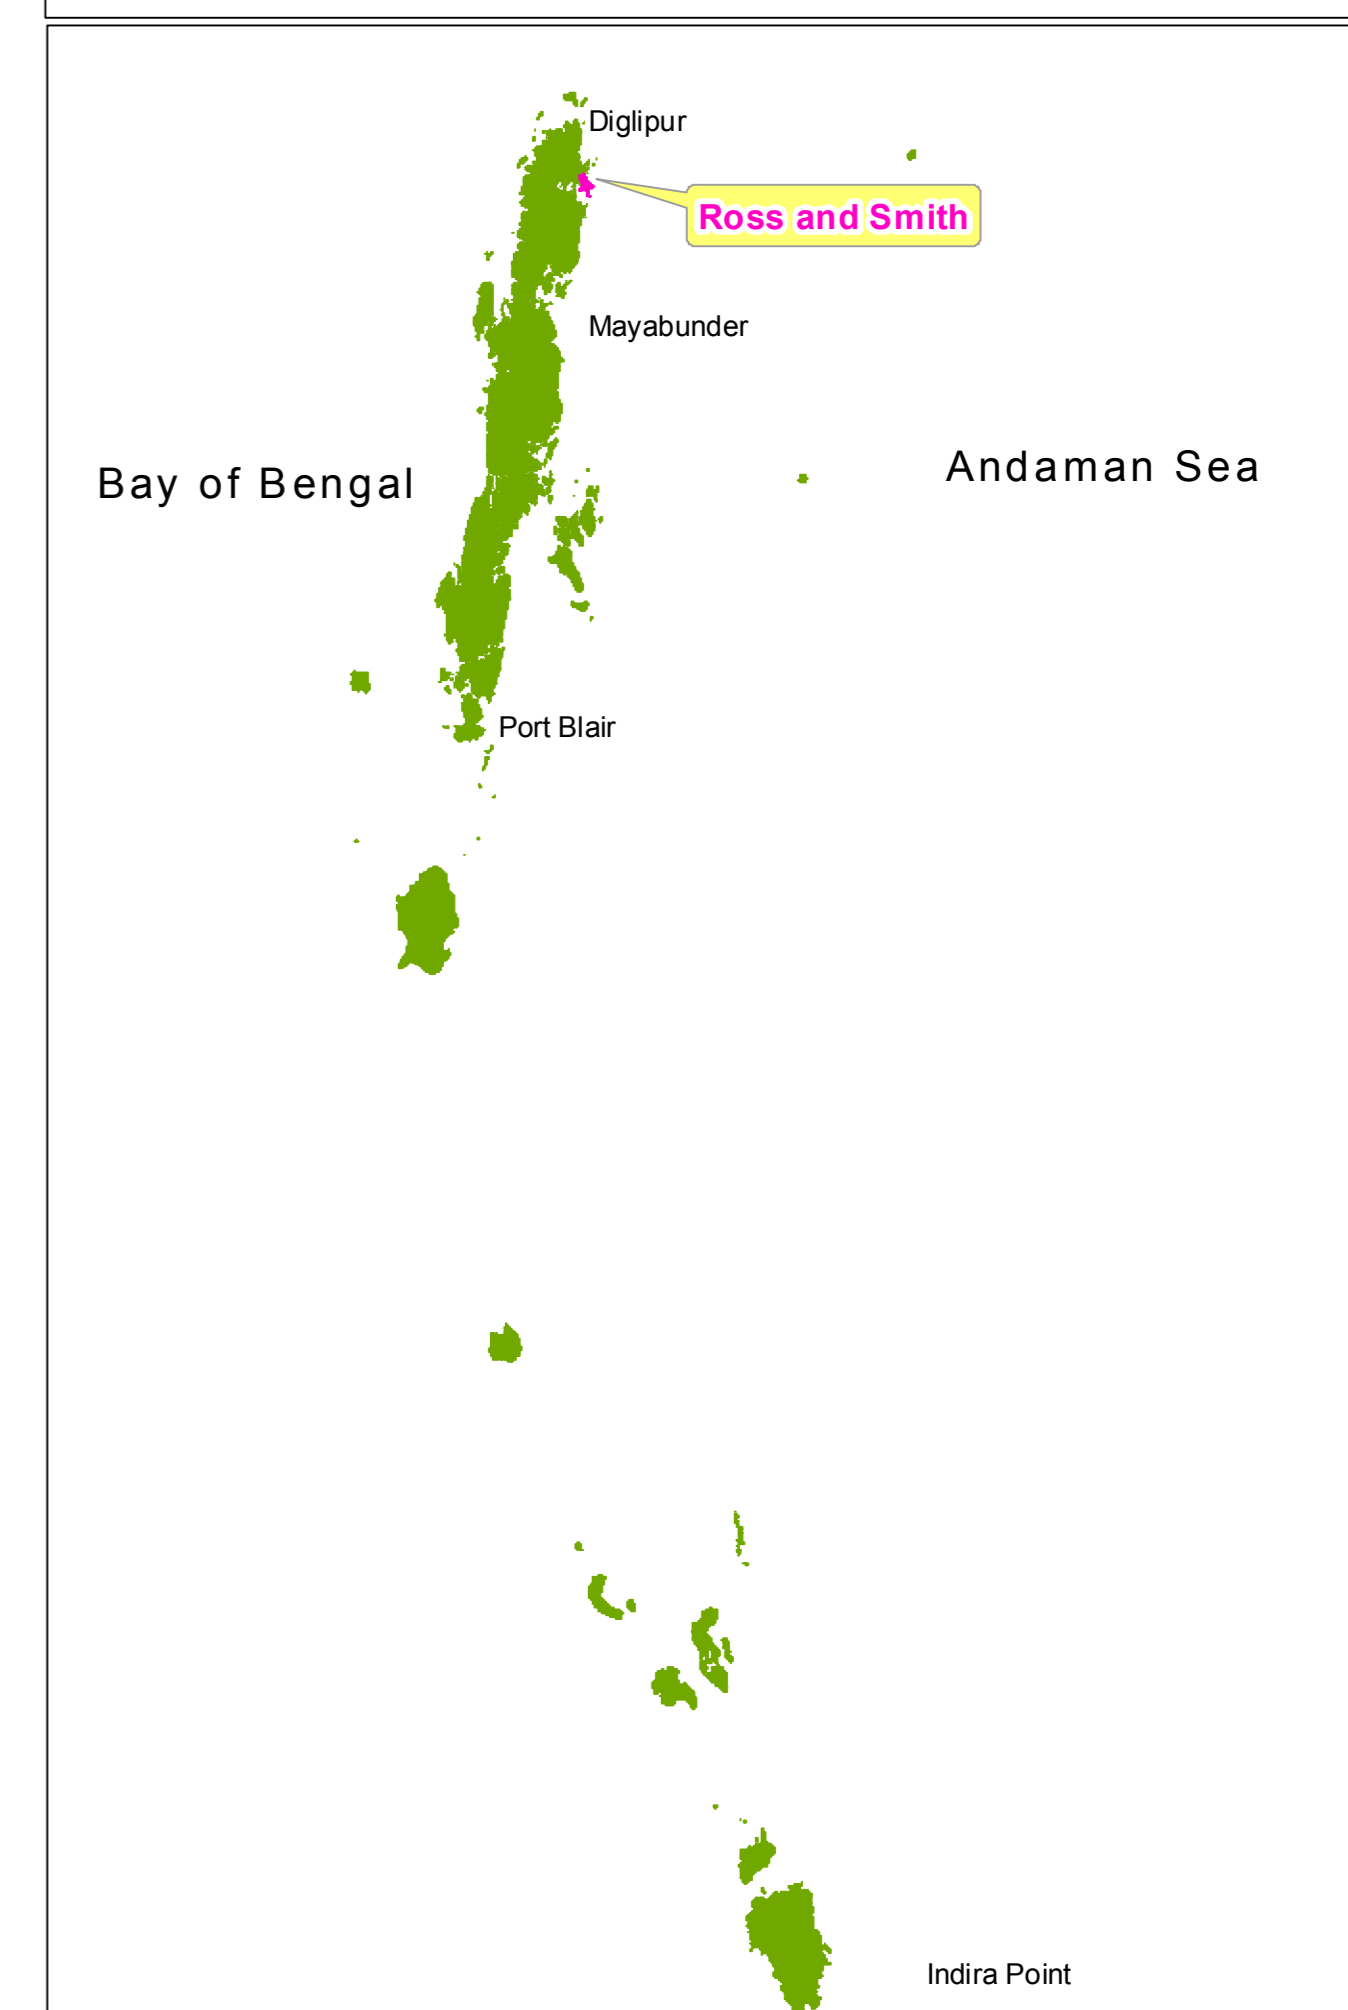 Diglipur
Ross and Smith
Mayabunder
Andaman Sea
Bay of Bengal
Port Blair
Indira Point